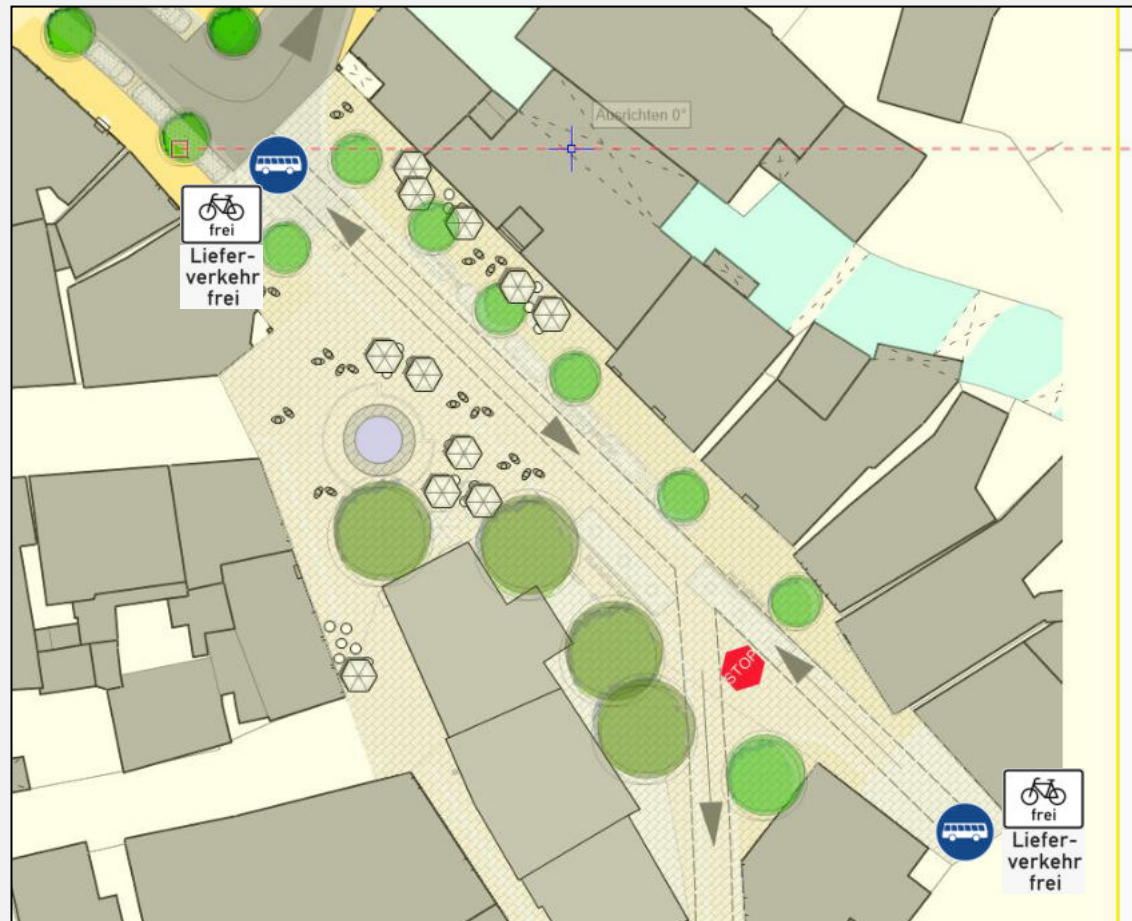 Ausrichten 0°
frei
Liefer-
verkehr
frei
STOP
frei
Liefer-
verkehr
frei